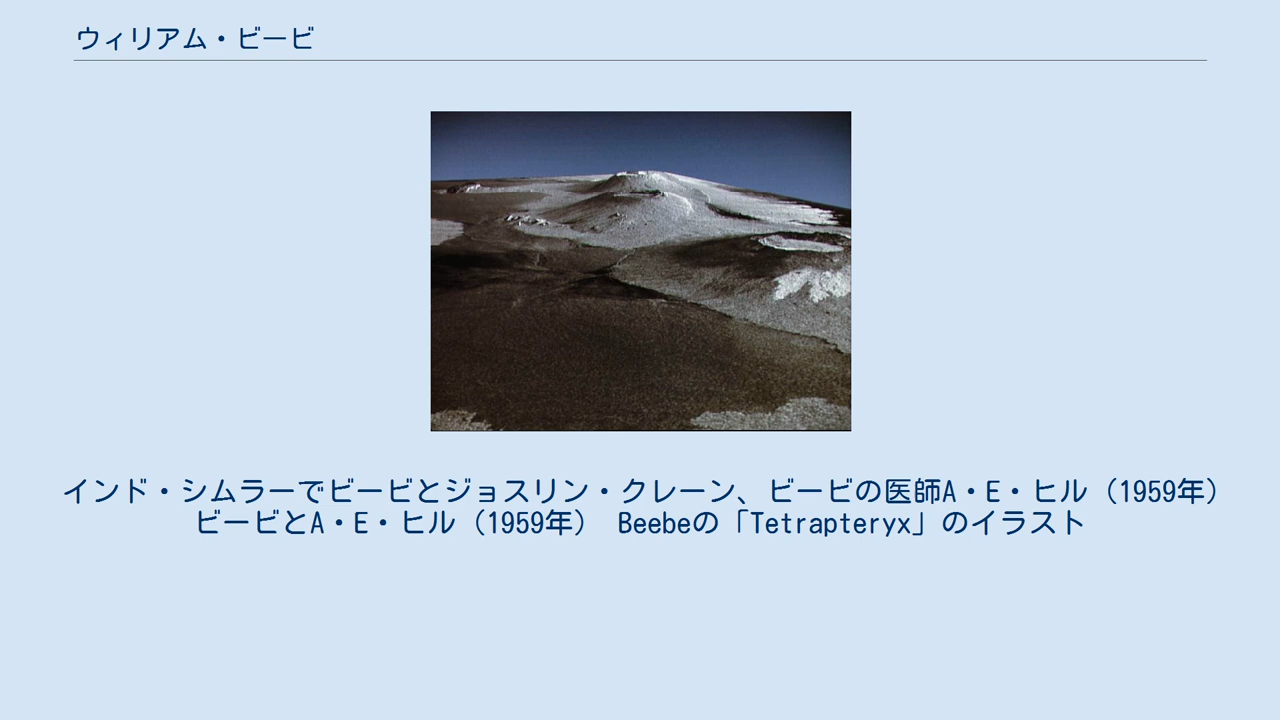 ウィリアム・ビービ
インド・シムラーでビービとジョスリン・クレーン、ビービの医師A・E・ヒル（1959年）
ビービとA・E・ヒル（1959年） Beebeの「Tetrapteryx」のイラスト